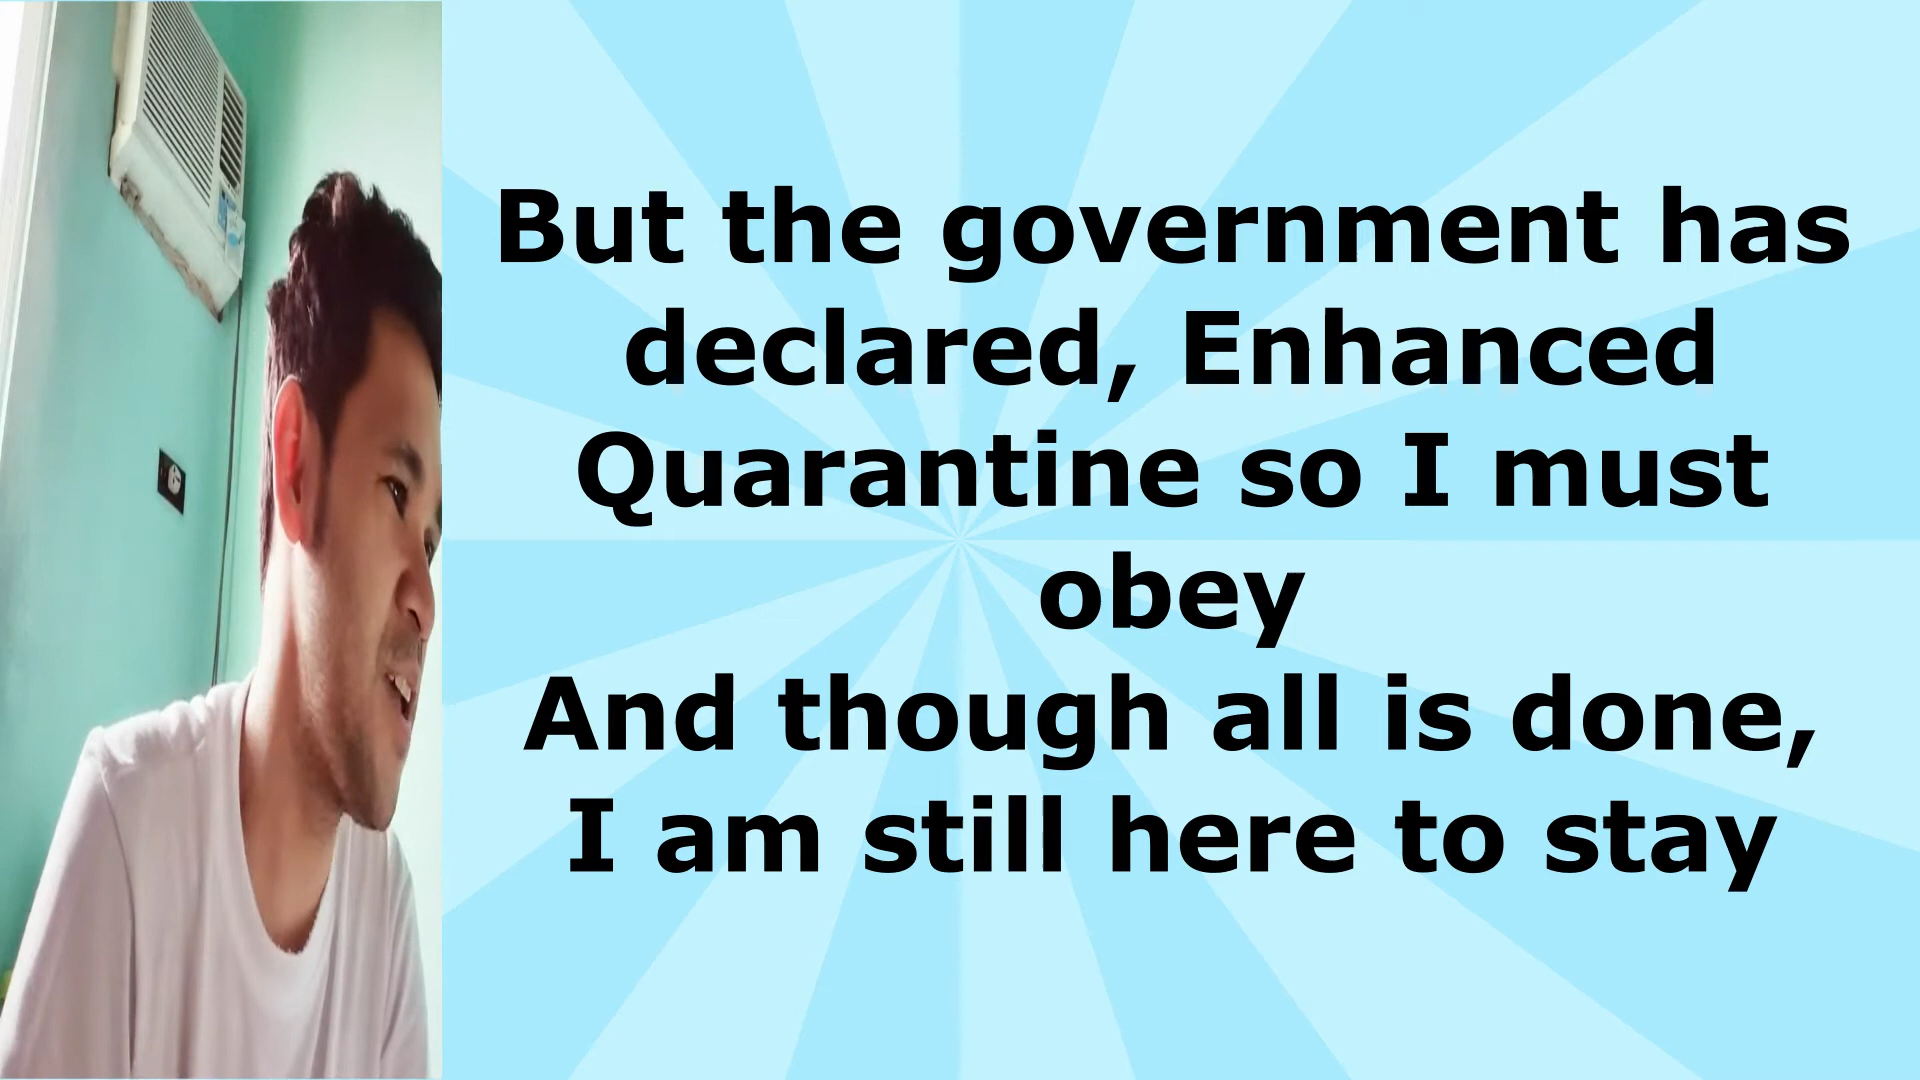 But the government has
declared, Enhanced
Quarantine so I must
obey
And though all is done,
I am still here to stay